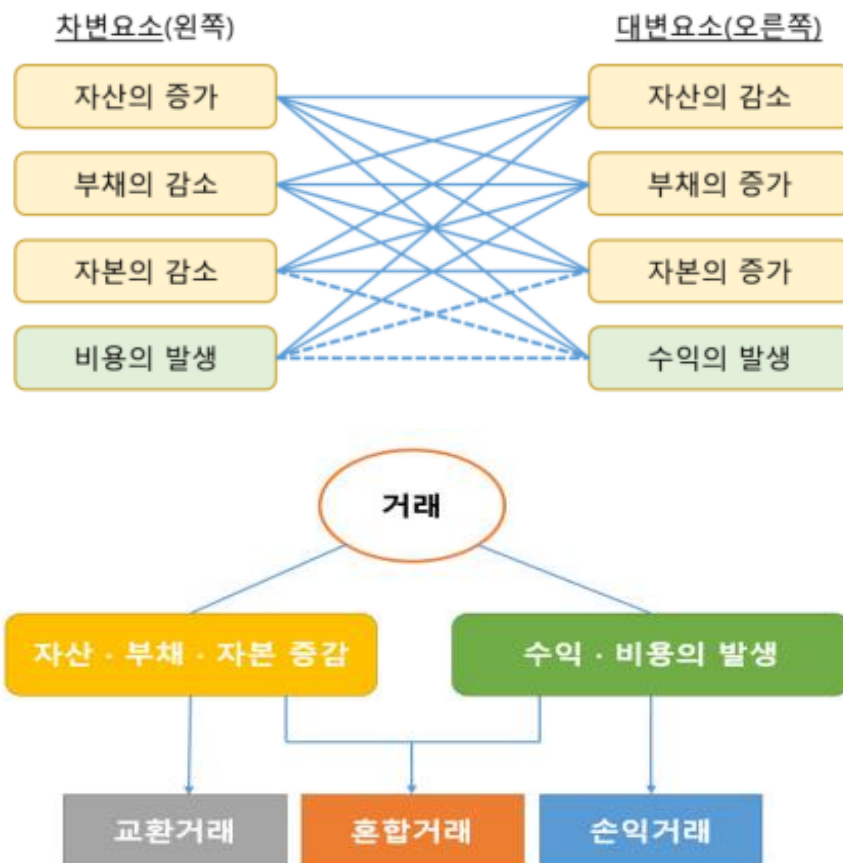 차변요소(왼쪽) 대변요소(오른쪽)
자산의 증가 자산의 감소
부채의 감소 부채의 증가
자본의 감소 자본의 증가
비용의 발생 수익의 발생
거래
자산 · 부채 · 자본 증감 수익 · 비용의 발생
교환거래 혼합거래 손익거래